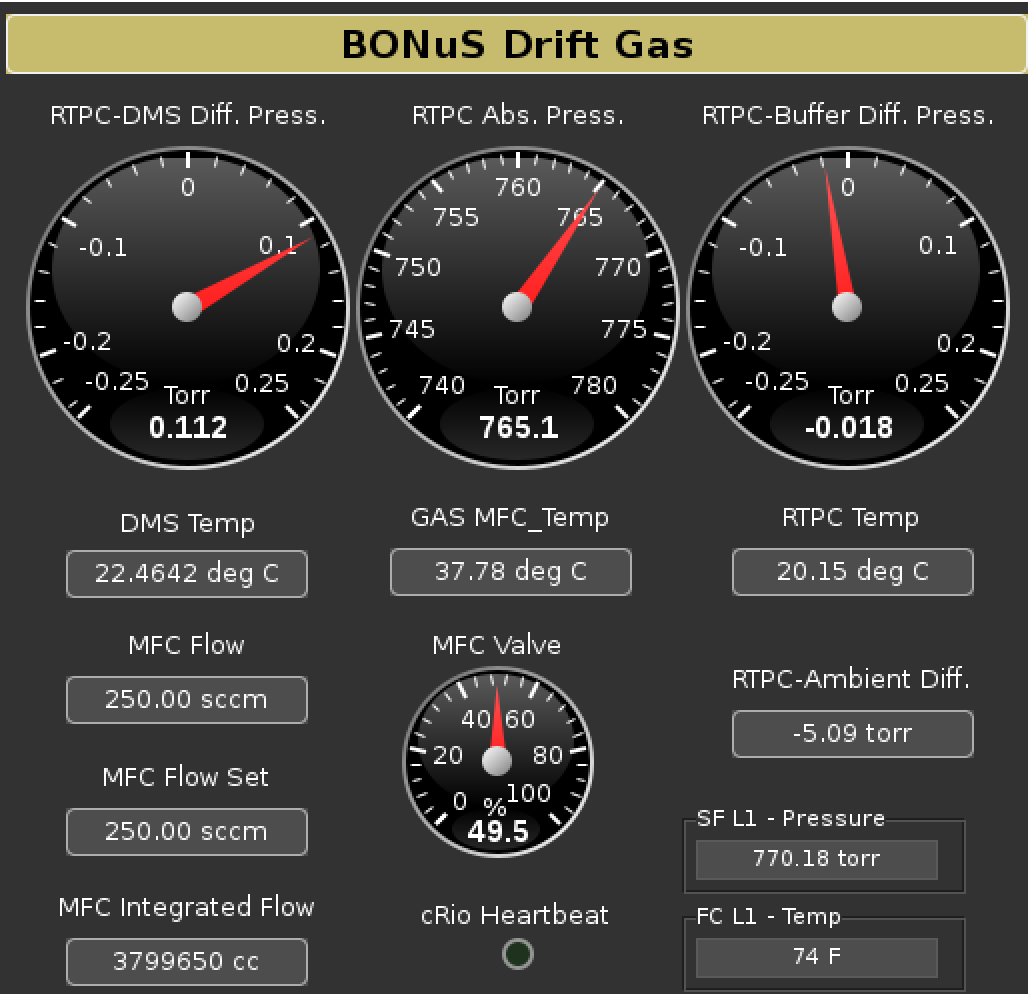 BONuS Drift Gas
RTPC-DMS Diff. Press.
0
-0.1
0.1
-0.2
0.2
-0.25
0.25
Torr
0.112
RTPC Abs. Press.
760
755
765
750
770
745
775
740
780
Torr
765.1
RTPC-Buffer Diff. Press.
0
-0.1
0.1
-0.2
0.2
-0.25
0.25
Torr
-0.018
DMS Temp
22.4642 deg C
GAS MFC_Temp
37.78 deg C
RTPC Temp
20.15 deg C
MFC Flow
250.00 sccm
MFC Flow Set
250.00 sccm
MFC Integrated Flow
3799650 cc
MFC Valve
40 60
20
80
0
100
%
49.5
cRio Heartbeat
RTPC-Ambient Diff.
-5.09 torr
SF L1 - Pressure
770.18 torr
FC L1 - Temp
74 F